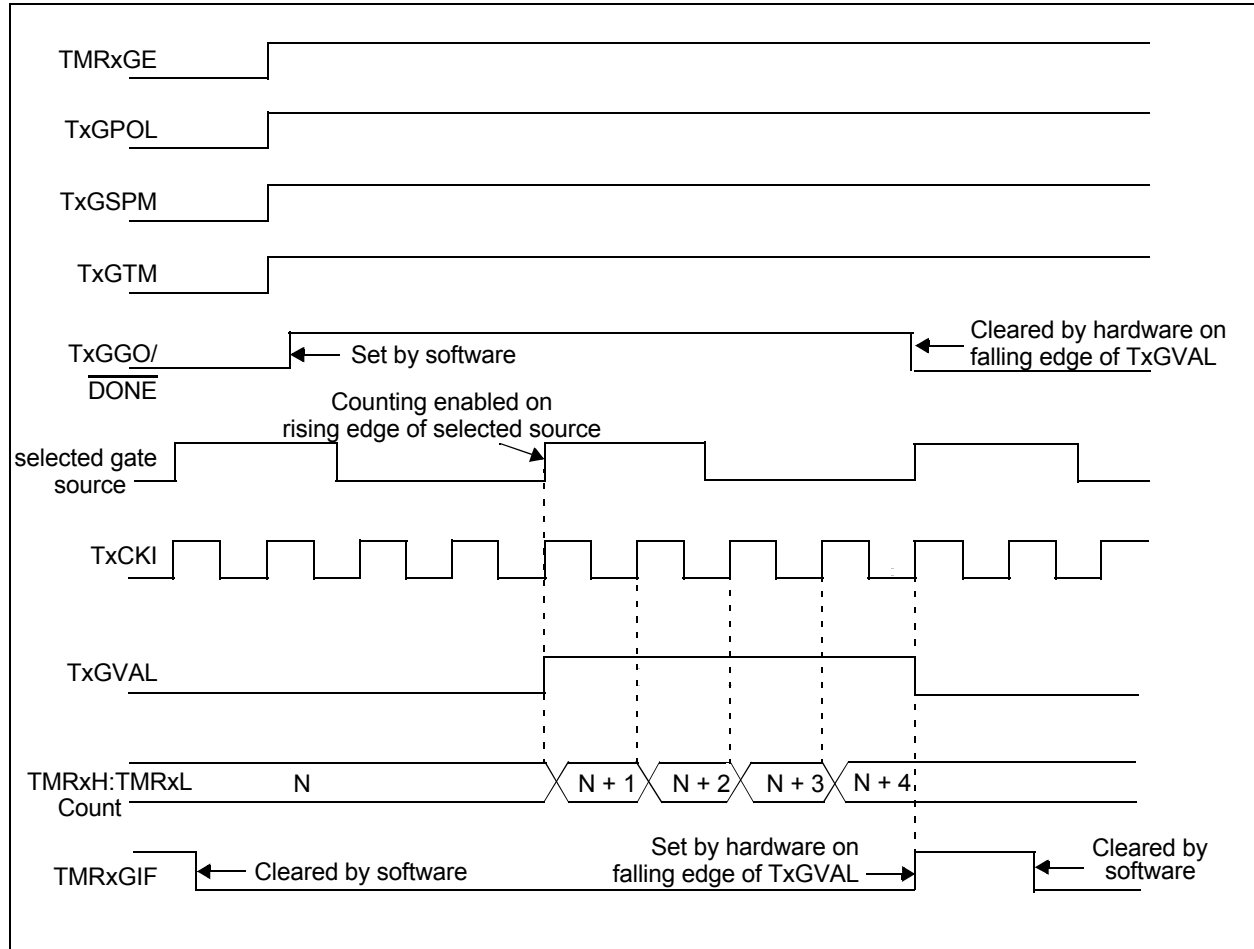 TMRxGE
TxGPOL
TxGSPM
TxGTM
TxGGO/
DONE
Set by software
Cleared by hardware on
falling edge of TxGVAL
Counting enabled on
rising edge of selected source
selected gate
source
TxCKI
TxGVAL
TMRxH:TMRxL
Count
N
N + 1
N + 2
N + 3
N + 4
TMRxGIF
Cleared by software
Set by hardware on
falling edge of TxGVAL
Cleared by
software